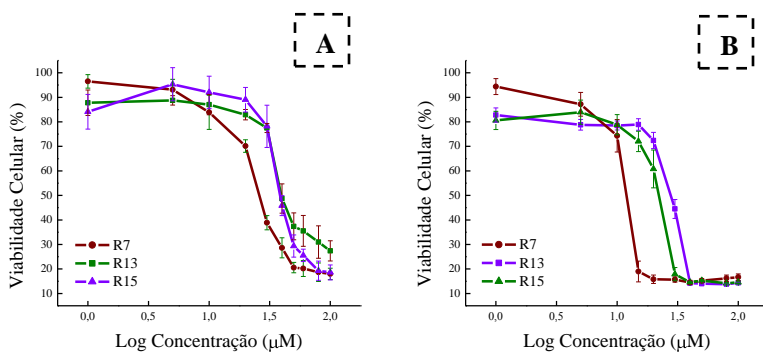 A
100
90
80
70
60
50
40
30
20
10
Viabilidade Celular (%)
R7
R13
R15
0,0 0,5 1,0 1,5 2,0
Log Concentração (µM)
B
100
90
80
70
60
50
40
30
20
10
Viabilidade Celular (%)
R7
R13
R15
0,0 0,5 1,0 1,5 2,0
Log Concentração (µM)